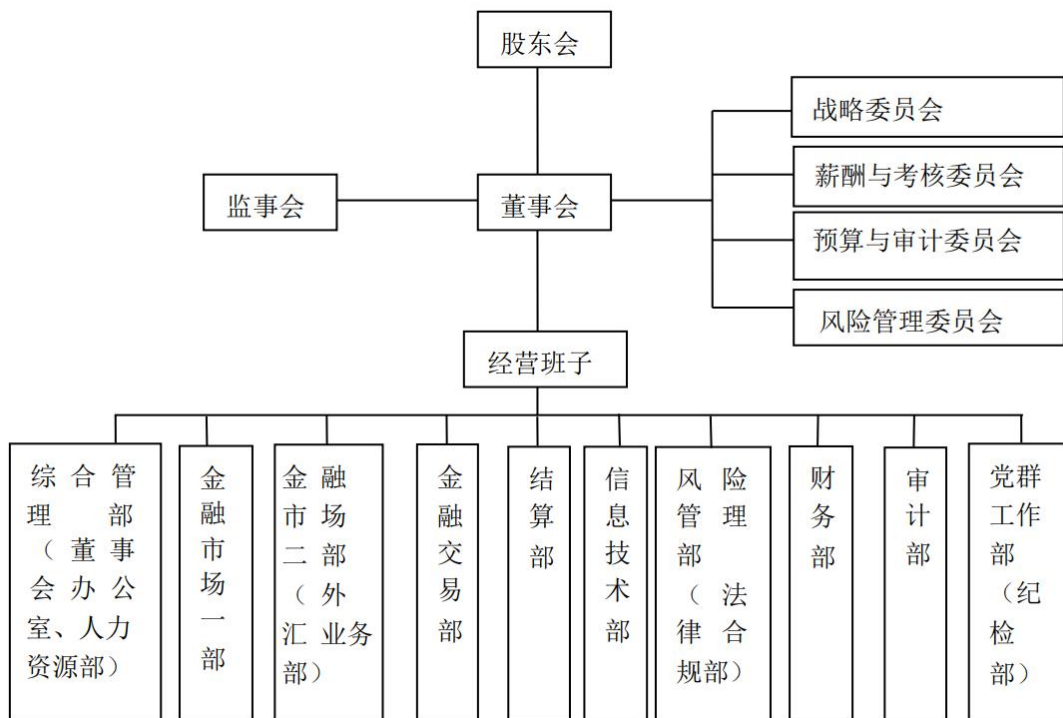 股东会
战略委员会
薪酬与考核委员会
监事会
董事会
预算与审计委员会
风险管理委员会
经营班子
综合管
理部
（董事
会办公
室、人力
资源部）
金融市场一部
金融
市场
二部
（外
汇业务
部）
金融交易部
结算部
信息技术部
风险
管理
部
（法
律合
规部）
财务部
审计部
党群
工作
部
（纪
检
部）